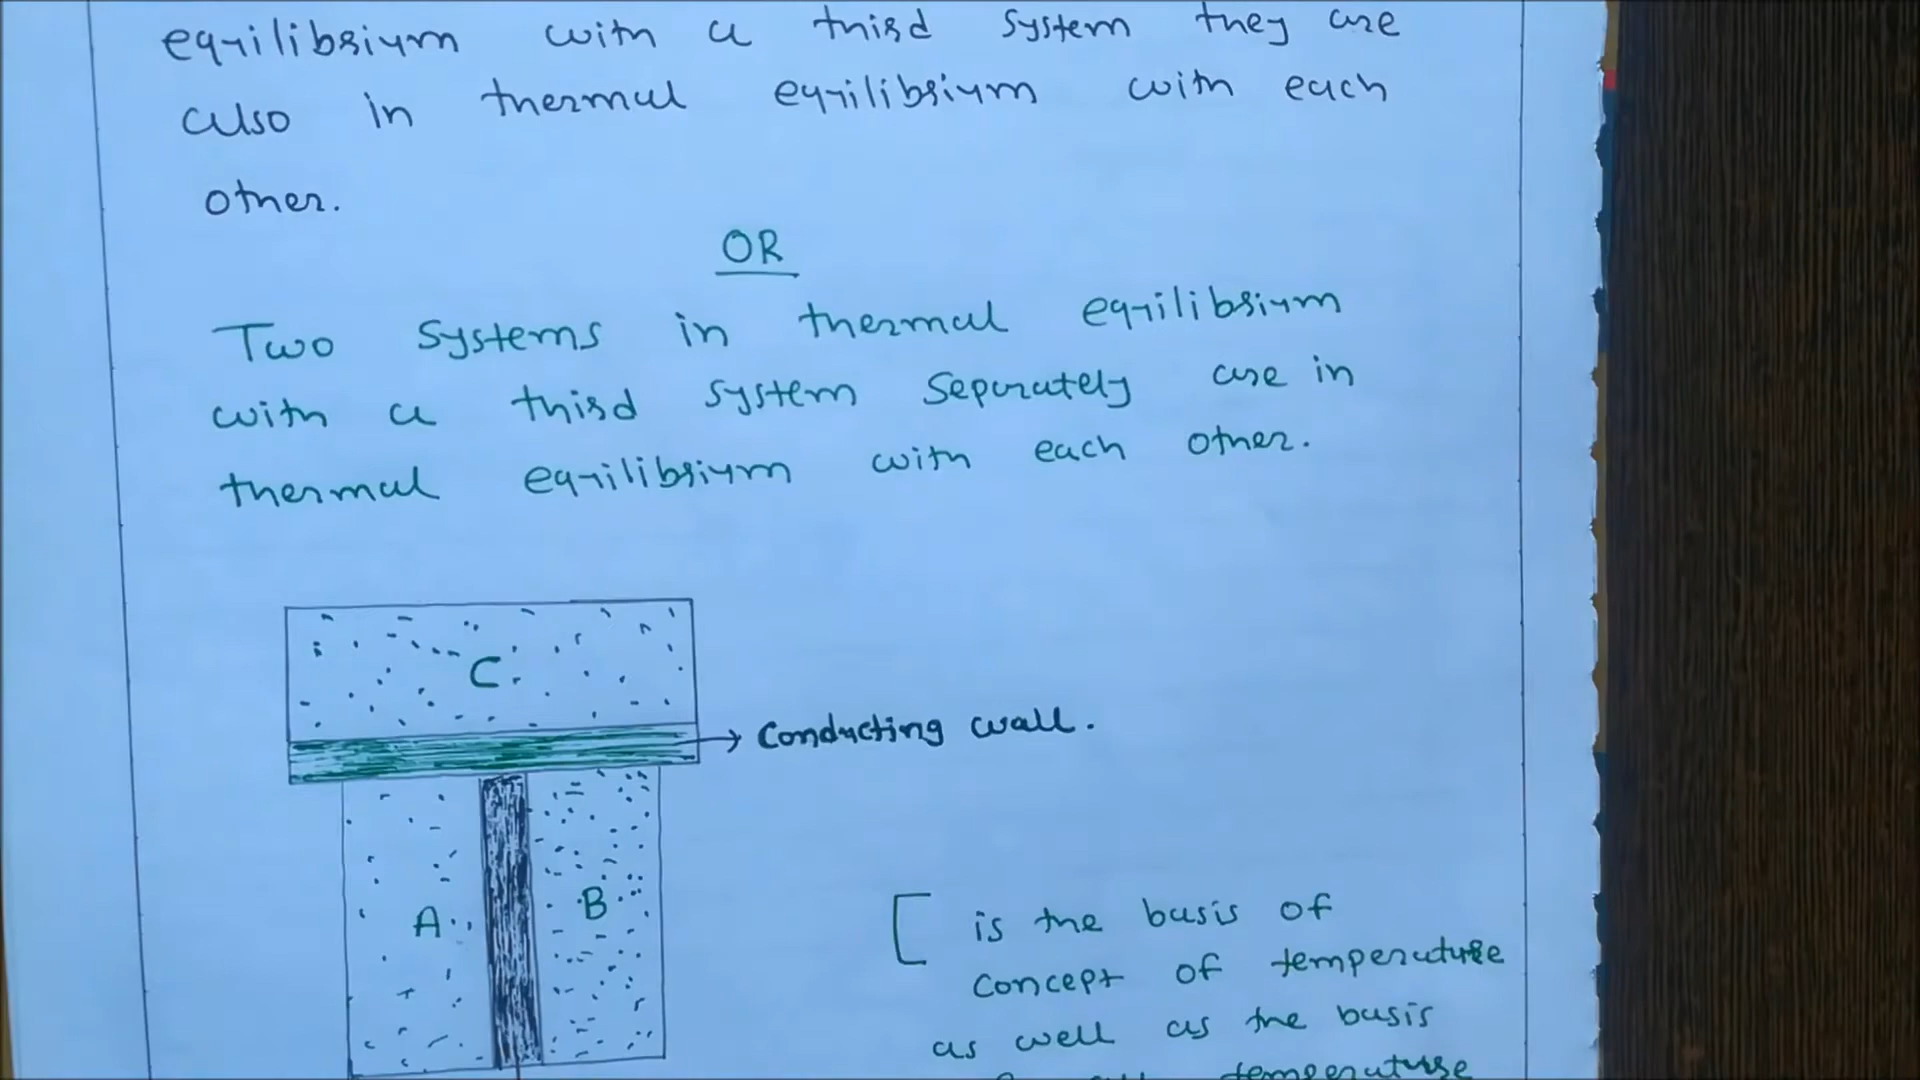 equilibrium with a third system they are
also in thermal equilibrium with each
other.
OR
Two systems in thermal equilibrium
with a third system separately are in
thermal equilibrium with each other.
C
Conducting wall.
A
B
[ is the basis of
concept of temperature
as well as the basis
temperature